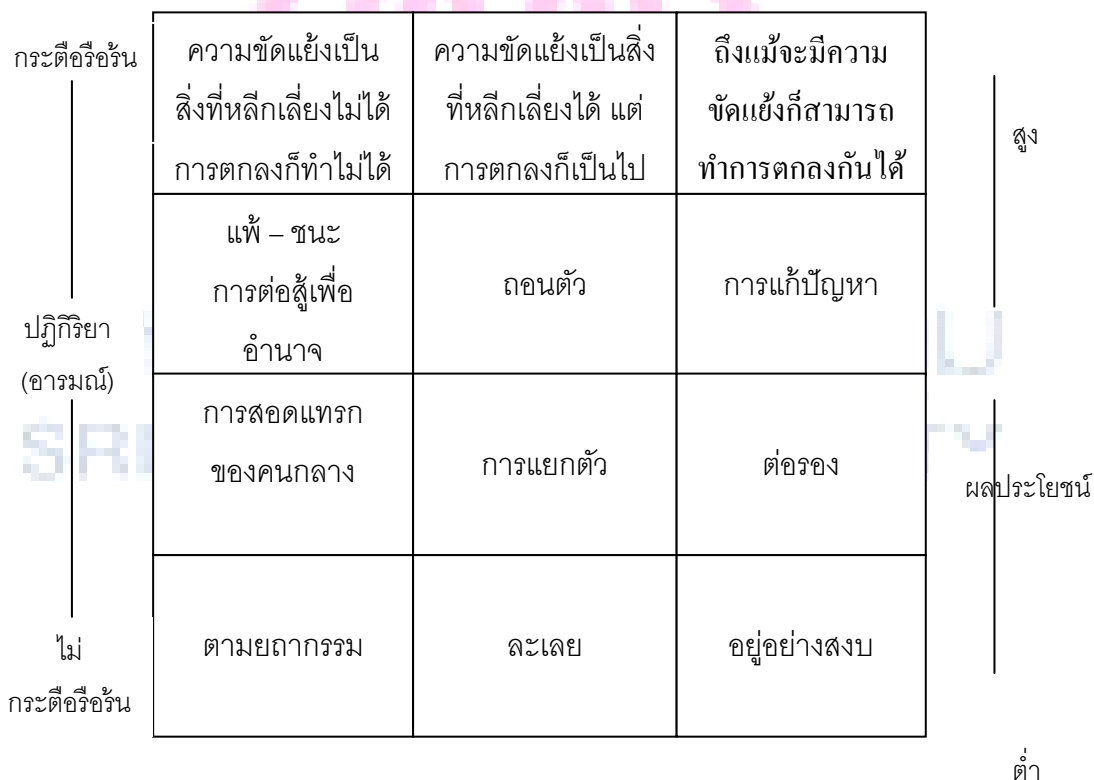 กระตือรือร้น
ความขัดแย้งเป็น
สิ่งที่หลีกเลี่ยงไม่ได้
การตกลงก็ทำไม่ได้
ความขัดแย้งเป็นสิ่ง
ที่หลีกเลี่ยงได้ แต่
การตกลงก็เป็นไป
ถึงแม้จะมีความ
ขัดแย้งก็สามารถ
ทำการตกลงกันได้
สูง
แพ้ – ชนะ
การต่อสู้เพื่อ
อำนาจ
ถอนตัว
การแก้ปัญหา
ปฏิกิริยา
(อารมณ์)
การสอดแทรก
ของคนกลาง
การแยกตัว
ต่อรอง
ผลประโยชน์
ไม่
กระตือรือร้น
ตามยถากรรม
ละเลย
อยู่อย่างสงบ
ต่ำ